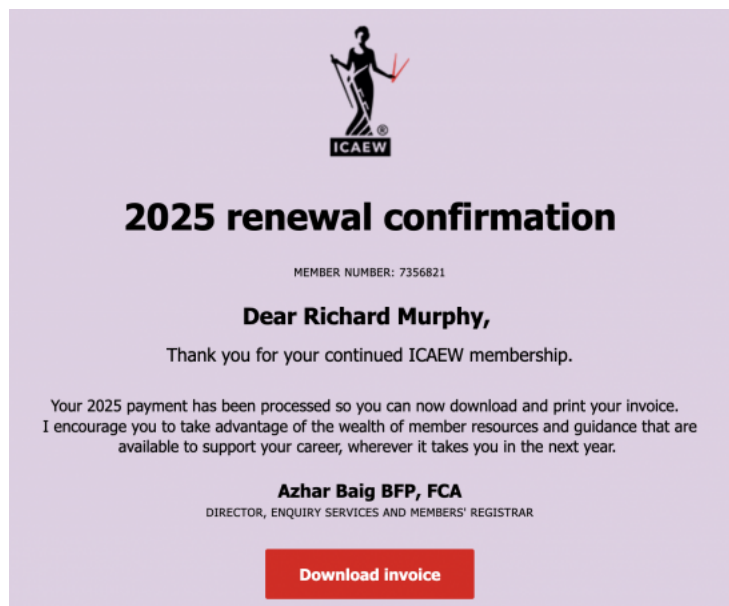 ®
ICAEW
2025 renewal confirmation
MEMBER NUMBER: 7356821
Dear Richard Murphy,
Thank you for your continued ICAEW membership.
Your 2025 payment has been processed so you can now download and print your invoice.
I encourage you to take advantage of the wealth of member resources and guidance that are
available to support your career, wherever it takes you in the next year.
Azhar Baig BFP, FCA
DIRECTOR, ENQUIRY SERVICES AND MEMBERS' REGISTRAR
Download invoice